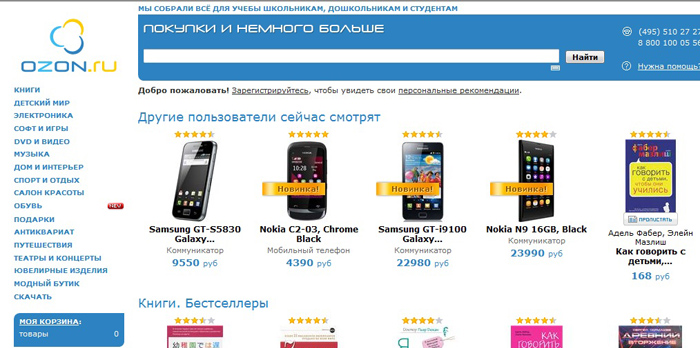 МЫ СОБРАЛИ ВСЁ ДЛЯ УЧЕБЫ ШКОЛЬНИКАМ, ДОШКОЛЬНИКАМ И СТУДЕНТАМ
OZON.ru
ПОКУПКИ И НЕМНОГО БОЛЬШЕ
Найти
(495) 510 27 27
8 800 100 05 56
Нужна помощь?
КНИГИ
ДЕТСКИЙ МИР
ЭЛЕКТРОНИКА
СОФТ И ИГРЫ
DVD И ВИДЕО
МУЗЫКА
ДОМ И ИНТЕРЬЕР
СПОРТ И ОТДЫХ
САЛОН КРАСОТЫ
ОБУВЬ
ПОДАРКИ
АНТИКВАРИАТ
ПУТЕШЕСТВИЯ
ТЕАТРЫ И КОНЦЕРТЫ
ЮВЕЛИРНЫЕ ИЗДЕЛИЯ
МОДНЫЙ БУТИК
СКАЧАТЬ
МОЯ КОРЗИНА:
товары 0
Добро пожаловать! Зарегистрируйтесь, чтобы увидеть свои персональные рекомендации.
Другие пользователи сейчас смотрят
Samsung GT-S5830
Galaxy...
Коммуникатор
9550 руб
Новинка!
Nokia C2-03, Chrome
Black
Мобильный телефон
4390 руб
Новинка!
Samsung GT-i9100
Galaxy...
Коммуникатор
22980 руб
Новинка!
Nokia N9 16GB, Black
Коммуникатор
23990 руб
Фабер
мазлиш
как
говорить
с детьми,
чтобы они
учились
ПРОЛИСТАТЬ
Адель Фабер, Элейн
Мазлиш
Как говорить с
детьми,...
168 руб
Книги. Бестселлеры
КАК
ГОВОРИТЬ
ДРЕВНИЙ
ВТОРЖЕНИЕ